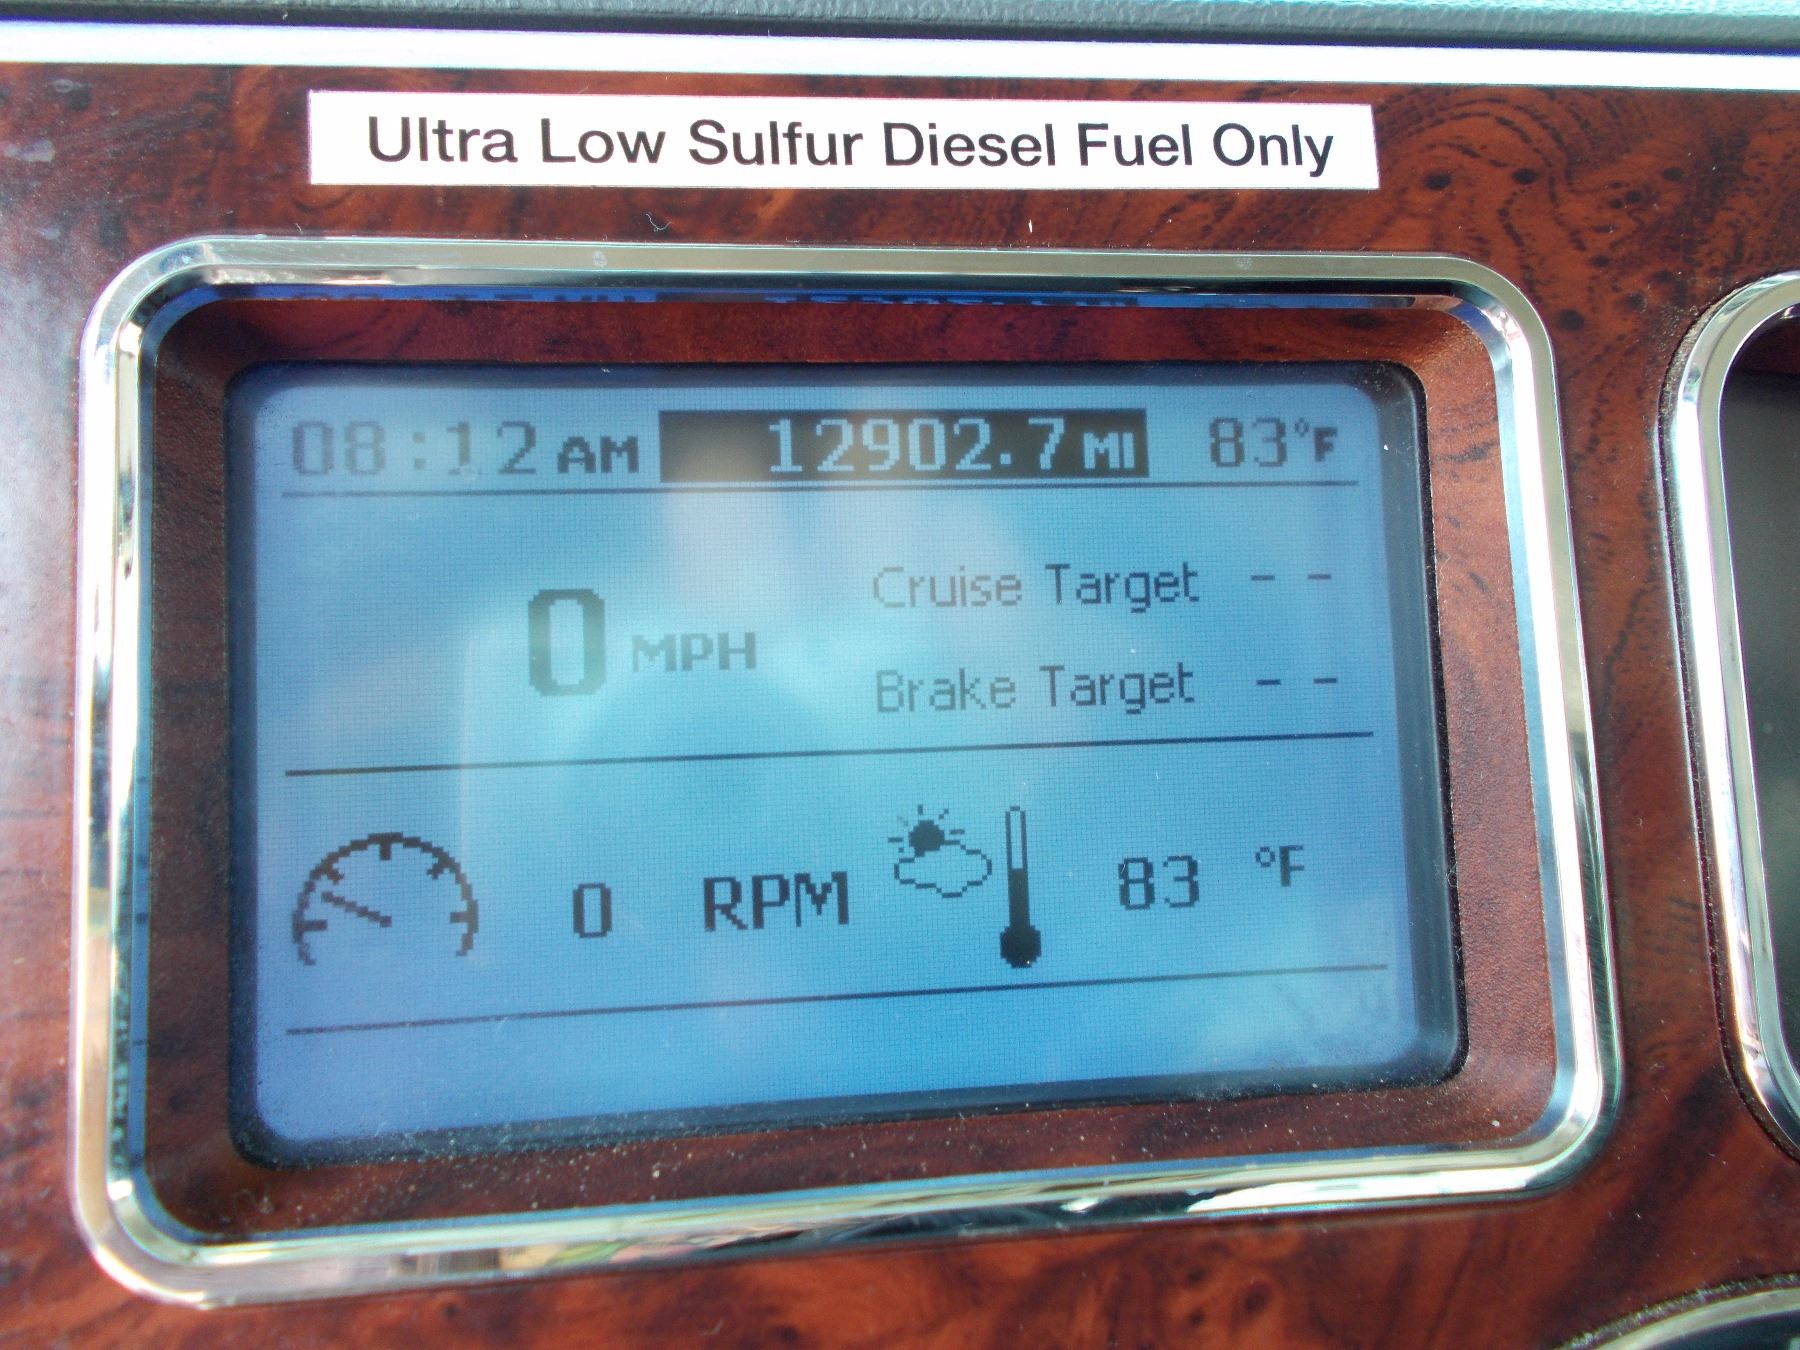 Ultra Low Sulfur Diesel Fuel Only
08:12 AM 12902.7 MI 83°F
0 MPH
Cruise Target - -
Brake Target - -
0 RPM 83 °F